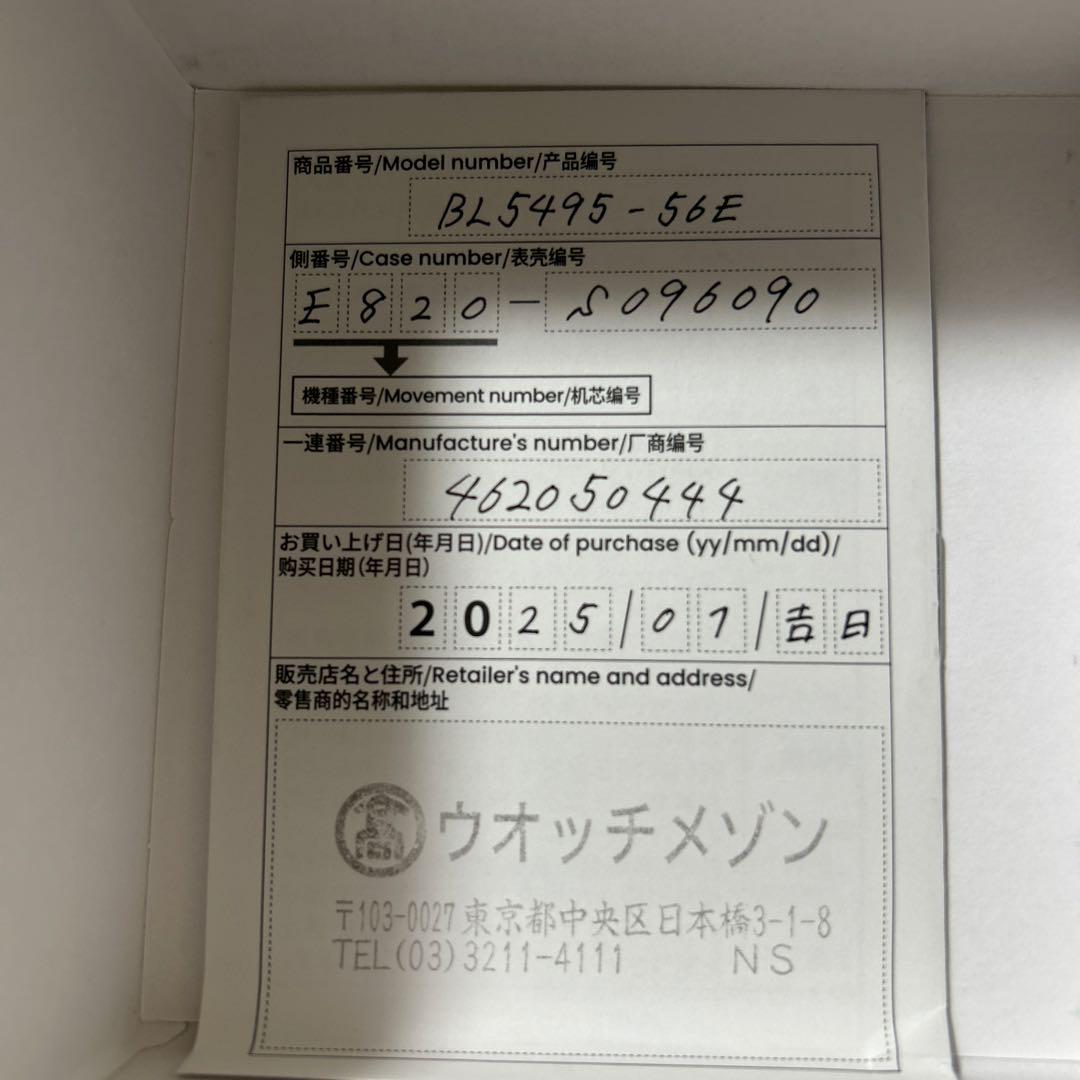 商品番号/Model number/产品编号
BL5495-56E
側番号/Case number/表壳编号
E820-S096090
機種番号/Movement number/机芯编号
一連番号/Manufacture's number/厂商编号
462050444
お買い上げ日(年月日)/Date of purchase (yy/mm/dd)/
购买日期(年月日)
2025/07/吉日
販売店名と住所/Retailer's name and address/
零售商的名称和地址
ウオッチメゾン
〒103-0027 東京都中央区日本橋3-1-8
TEL(03)3211-4111 NS